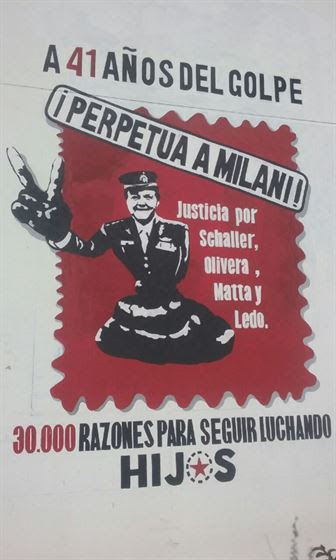 A 41 AÑOS DEL GOLPE
¡PERPETUA A MILANI!
Justicia por
Schaller,
Olivera ,
Matta y
Ledo.
30.000 RAZONES PARA SEGUIR LUCHANDO
HIJOS